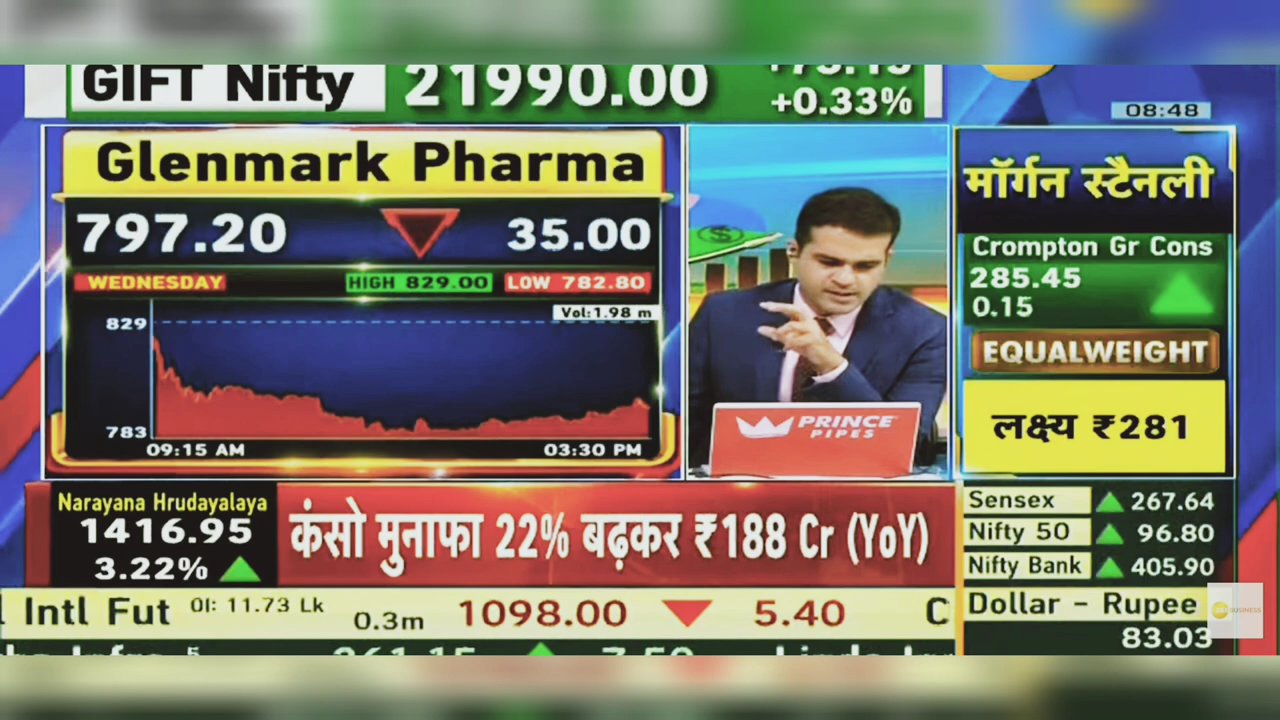 GIFT Nifty 21990.00
+0.33%
08:48
Glenmark Pharma
797.20 35.00
WEDNESDAY HIGH 829.00 LOW 782.80
Vol:1.98 m
829
783
09:15 AM 03:30 PM
$
PRINCE
PIPES
मॉर्गन स्टैनली
Crompton Gr Cons
285.45
0.15
EQUALWEIGHT
लक्ष्य ₹281
Narayana Hrudayalaya
1416.95
3.22%
कंसो मुनाफा 22% बढ़कर ₹188 Cr (YoY)
Sensex 267.64
Nifty 50 96.80
Nifty Bank 405.90
Dollar - Rupee
83.03
Intl Fut OI: 11.73 Lk 0.3m 1098.00 5.40 C
BUSINESS